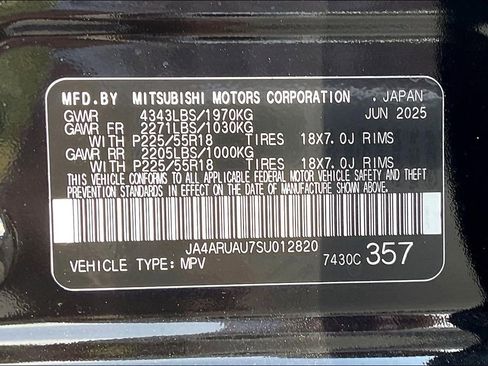 MFD.BY MITSUBISHI MOTORS CORPORATION . JAPAN
GVWR 4343LBS/1970KG JUN 2025
GAWR FR 2271LBS/1030KG
WITH P225/55R18 TIRES 18X7.0J RIMS
GAWR RR 2205LBS/1000KG
WITH P225/55R18 TIRES 18X7.0J RIMS
THIS VEHICLE CONFORMS TO ALL APPLICABLE FEDERAL MOTOR
VEHICLE SAFETY, BUMPER, AND THEFT
PREVENTION STANDARDS IN EFFECT ON THE DATE OF MANUFACTURE SHOWN ABOVE.
JA4ARUAU7SU012820
VEHICLE TYPE: MPV 7430C 357